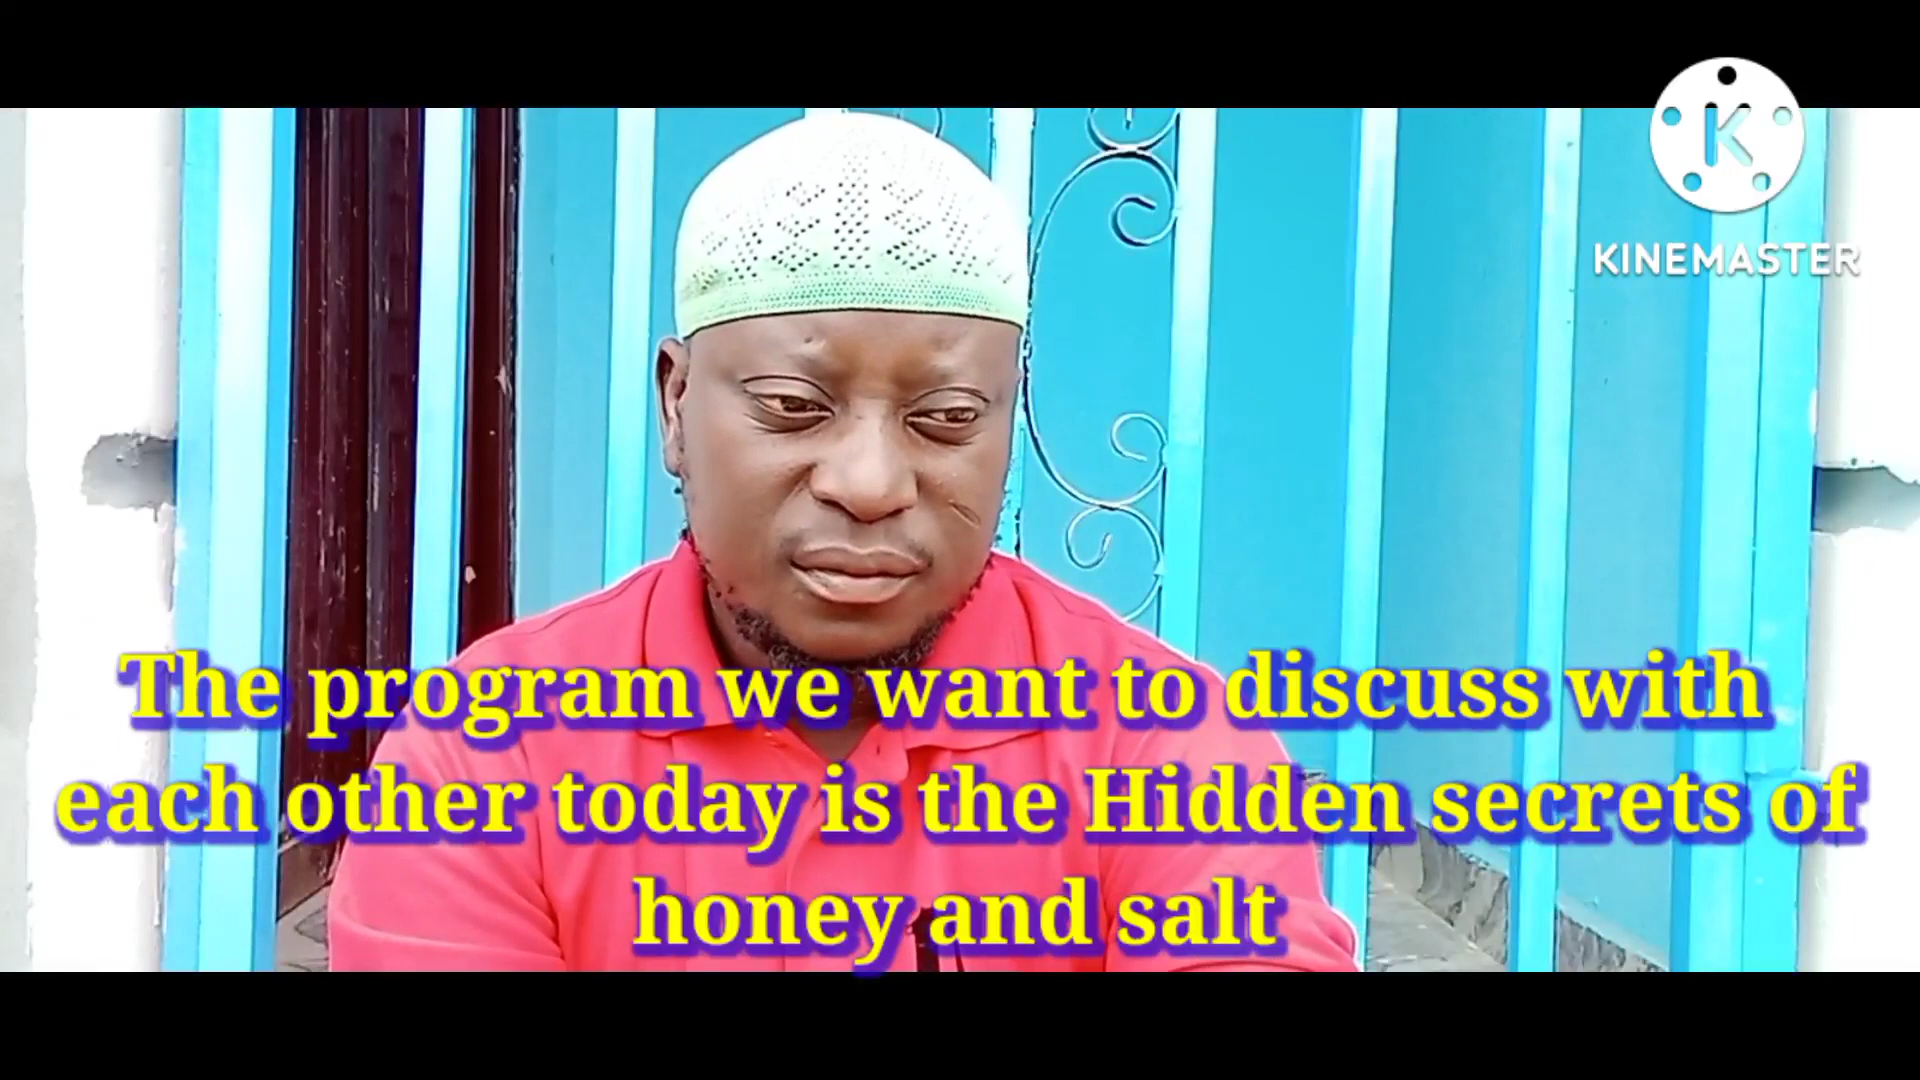 KINEMASTER
The program we want to discuss with
each other today is the Hidden secrets of
honey and salt